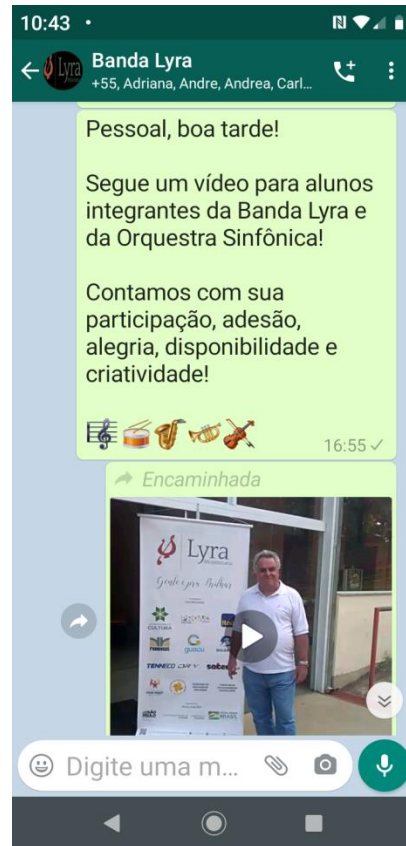 10:43
Banda Lyra
+55, Adriana, Andre, Andrea, Carl...
Pessoal, boa tarde!
Segue um vídeo para alunos
integrantes da Banda Lyra e
da Orquestra Sinfônica!
Contamos com sua
participação, adesão,
alegria, disponibilidade e
criatividade!
16:55
Encaminhada
Lyra
CULTURA
guaçu
TENNECO
Digite uma m...